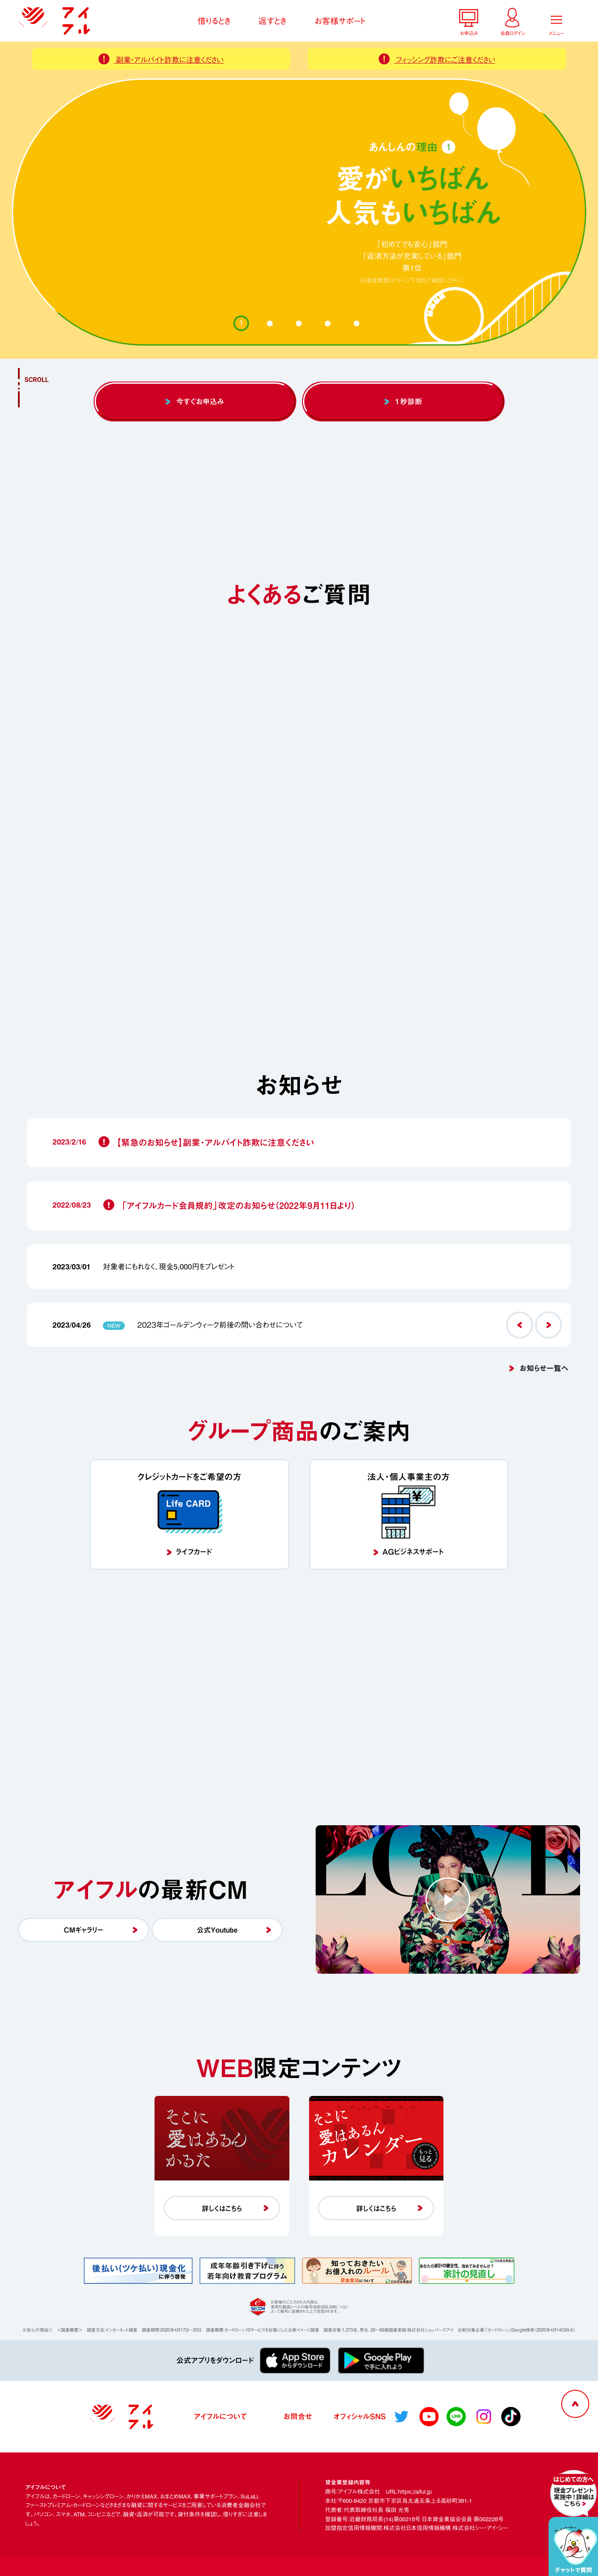 アイフル
借りるとき
返すとき
お客様サポート
お申込み
会員ログイン
メニュー
副業・アルバイト詐欺に注意ください
フィッシング詐欺にご注意ください
あんしんの理由 1
愛がいちばん
人気もいちばん
「初めてでも安心」部門
「返済方法が充実している」部門
第1位
※調査概要はページ下部をご確認ください。
1
SCROLL
今すぐお申込み
1秒診断
よくあるご質問
お知らせ
2023/2/16 【緊急のお知らせ】副業・アルバイト詐欺に注意ください
2022/08/23 「アイフルカード会員規約」改定のお知らせ（2022年9月11日より）
2023/03/01 対象者にもれなく、現金5,000円をプレゼント
2023/04/26 NEW 2023年ゴールデンウィーク前後の問い合わせについて
お知らせ一覧へ
グループ商品のご案内
クレジットカードをご希望の方
Life CARD
ライフカード
法人・個人事業主の方
¥
AGビジネスサポート
アイフルの最新CM
CMギャラリー
公式Youtube
LOVE
WEB限定コンテンツ
そこに
愛はあるん
かるた
詳しくはこちら
そこに
愛はあるん
カレンダー
もっと
見る
詳しくはこちら
後払い(ツケ払い)現金化
に伴う啓発
成年年齢引き下げに伴う
若年向け教育プログラム
知っておきたい
お借入れのルール
貸金業法について
家計の見直し
SECOM
公式アプリをダウンロード
App Store
からダウンロード
Google Play
で手に入れよう
アイフル
アイフルについて
お問合せ
オフィシャルSNS
LINE
アイフルについて
アイフルは、カードローン、キャッシングローン、かりかえMAX、おまとめMAX、事業サポートプラン、SuLaLi、
ファーストプレミアム・カードローンなどさまざまな融資に関するサービスをご用意している消費者金融会社で
す。パソコン、スマホ、ATM、コンビニなどで、融資・返済が可能です。貸付条件を確認し、借りすぎに注意しま
しょう。
貸金業登録内容等
商号：アイフル株式会社 URL:https://aiful.jp
本社：〒600-8420 京都市下京区烏丸通五条上る高砂町381-1
代表者：代表取締役社長 福田 光秀
登録番号：近畿財務局長(14)第00218号 日本貸金業協会会員 第002228号
加盟指定信用情報機関：株式会社日本信用情報機構 株式会社シー・アイ・シー
はじめての方へ
現金プレゼント
実施中！詳細は
こちら
チャットで質問